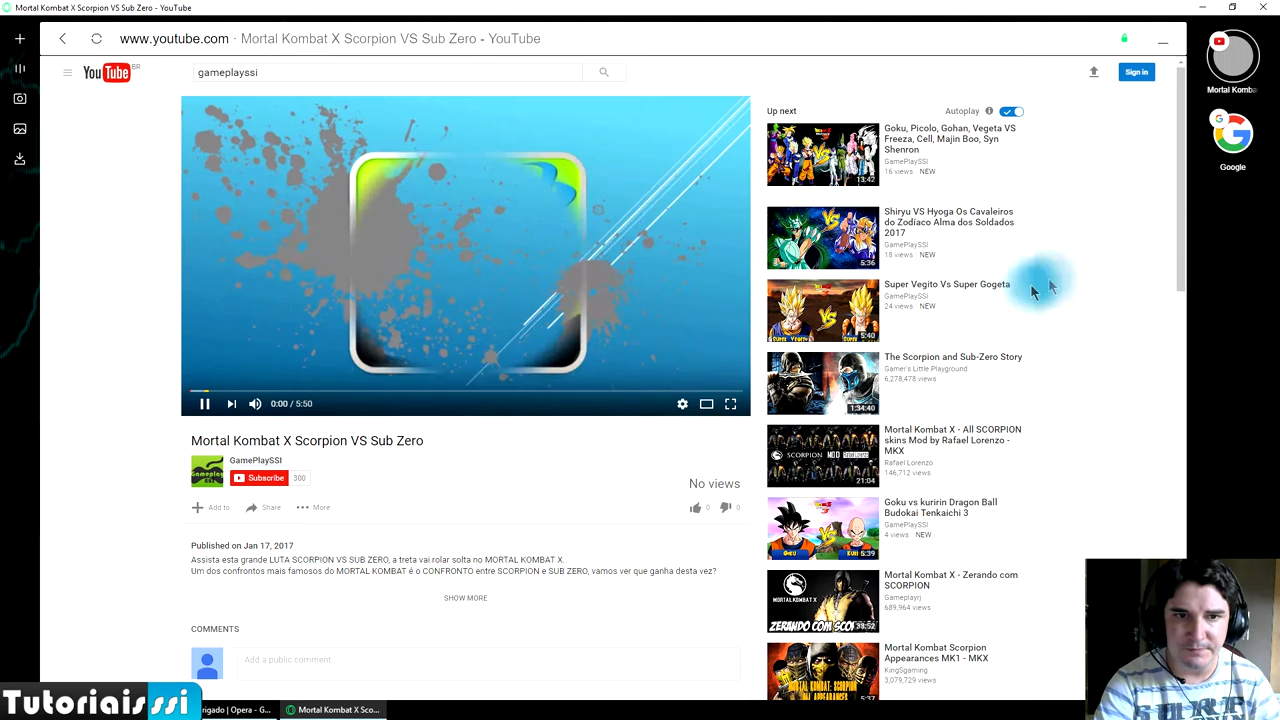 Mortal Kombat X Scorpion VS Sub Zero - YouTube
www.youtube.com · Mortal Kombat X Scorpion VS Sub Zero - YouTube
YouTube BR
gameplayssi
Sign in
Mortal Komba
Google
Up next
Autoplay
Goku, Picolo, Gohan, Vegeta VS
Freeza, Cell, Majin Boo, Syn
Shenron
GamePlaySSI
16 views NEW
13:42
Shiryu VS Hyoga Os Cavaleiros
do Zodíaco Alma dos Soldados
2017
GamePlaySSI
18 views NEW
5:36
Super Vegito Vs Super Gogeta
GamePlaySSI
24 views NEW
5:40
The Scorpion and Sub-Zero Story
Gamer's Little Playground
6,278,478 views
1:34:40
Mortal Kombat X - All SCORPION
skins Mod by Rafael Lorenzo -
MKX
Rafael Lorenzo
146,712 views
21:04
Goku vs kuririn Dragon Ball
Budokai Tenkaichi 3
GamePlaySSI
4 views NEW
5:39
Mortal Kombat X - Zerando com
SCORPION
Gameplayrj
689,964 views
MORTAL KOMBAT X
ZERANDO COM SCO
38:52
Mortal Kombat Scorpion
Appearances MK1 - MKX
KingSgaming
3,079,729 views
5:37
0:00 / 5:50
Mortal Kombat X Scorpion VS Sub Zero
GamePlaySSI
Subscribe 300
No views
Add to
Share
More
0
0
Published on Jan 17, 2017
Assista esta grande LUTA SCORPION VS SUB ZERO, a treta vai rolar solta no MORTAL KOMBAT X.
Um dos confrontos mais famosos do MORTAL KOMBAT é o CONFRONTO entre SCORPION e SUB ZERO, vamos ver que ganha desta vez?
SHOW MORE
COMMENTS
Add a public comment...
Tutoriaisssi
rigado | Opera - G...
Mortal Kombat X Sco...